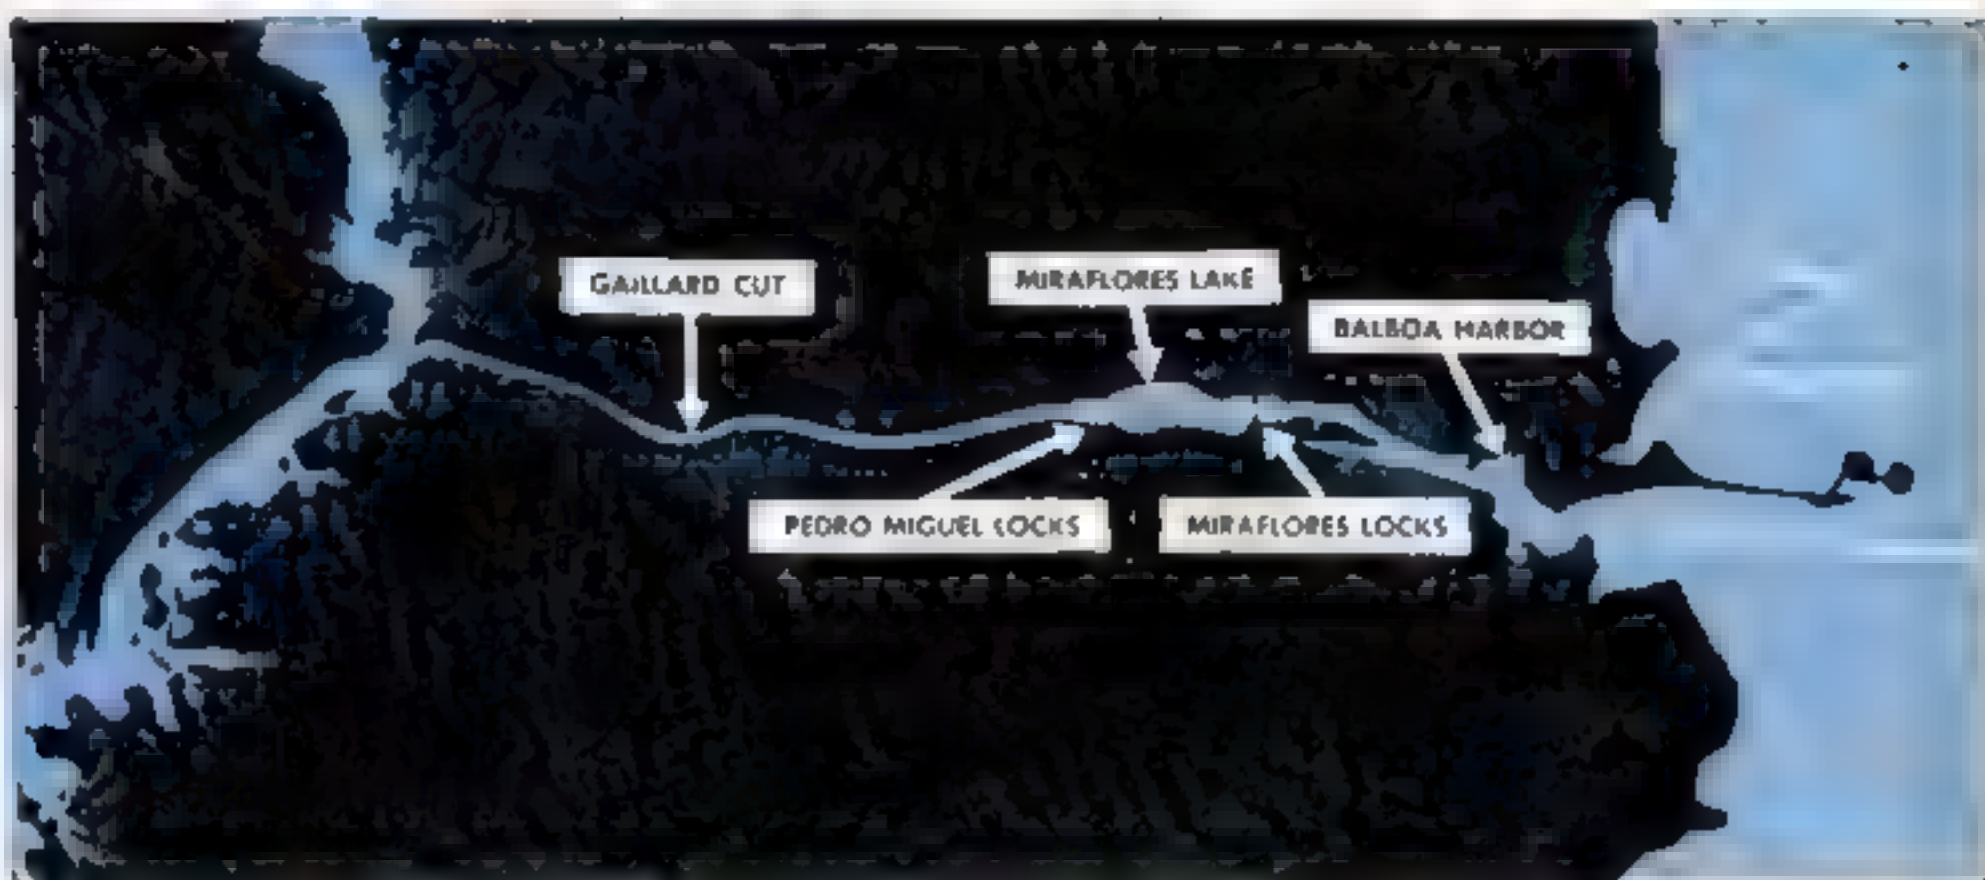 GAILLARD CUT
MIRAFLORES LAKE
BALBOA HARBOR
PEDRO MIGUEL LOCKS
MIRAFLORES LOCKS